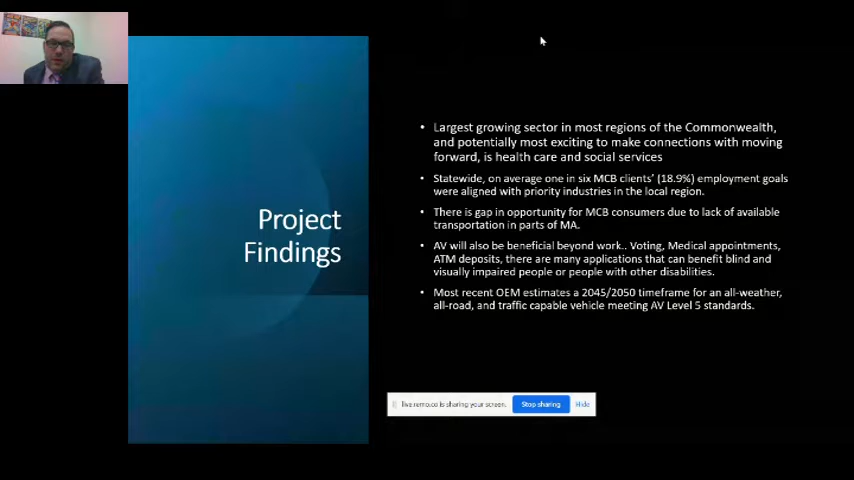 Project
Findings
Largest growing sector in most regions of the Commonwealth,
and potentially most exciting to make connections with moving
forward, is health care and social services
Statewide, on average one in six MCB clients' (18.9%) employment goals
were aligned with priority industries in the local region.
There is gap in opportunity for MCB consumers due to lack of available
transportation in parts of MA.
AV will also be beneficial beyond work.. Voting, Medical appointments,
ATM deposits, there are many applications that can benefit blind and
visually impaired people or people with other disabilities.
Most recent OEM estimates a 2045/2050 timeframe for an all-weather,
all-road, and traffic capable vehicle meeting AV Level 5 standards.
live.remo.co is sharing your screen. Stop sharing Hide